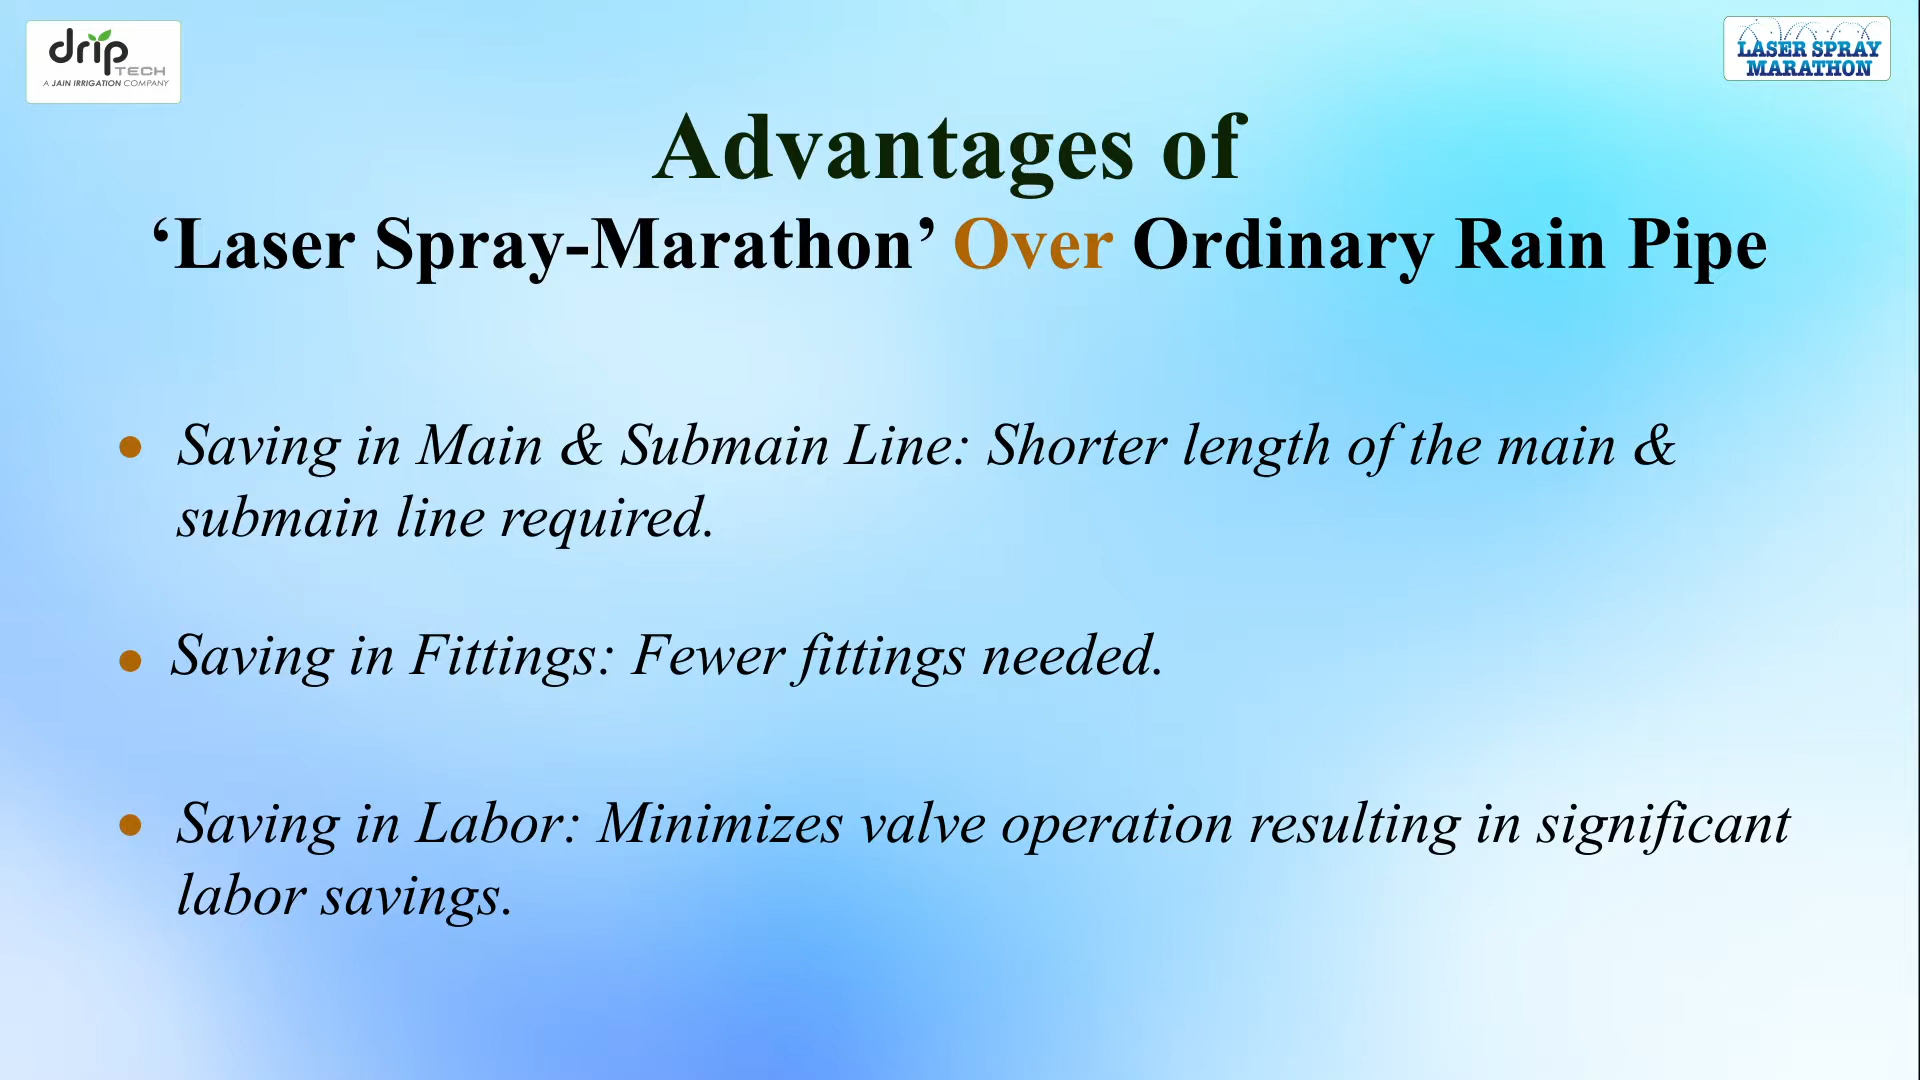 drip
TECH
A JAIN IRRIGATION COMPANY
LASER SPRAY
MARATHON
Advantages of
‘Laser Spray-Marathon’ Over Ordinary Rain Pipe
• Saving in Main & Submain Line: Shorter length of the main &
submain line required.
• Saving in Fittings: Fewer fittings needed.
• Saving in Labor: Minimizes valve operation resulting in significant
labor savings.